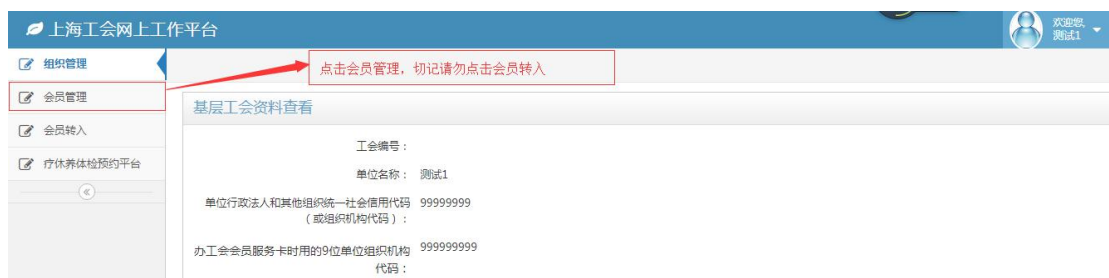 上海工会网上工作平台
欢迎您,
测试1
组织管理
点击会员管理，切记请勿点击会员转入
会员管理
基层工会资料查看
会员转入
工会编号：
疗休养体检预约平台
单位名称： 测试1
单位行政法人和其他组织统一社会信用代码 99999999
（或组织机构代码）：
办工会会员服务卡时用的9位单位组织机构 999999999
代码：